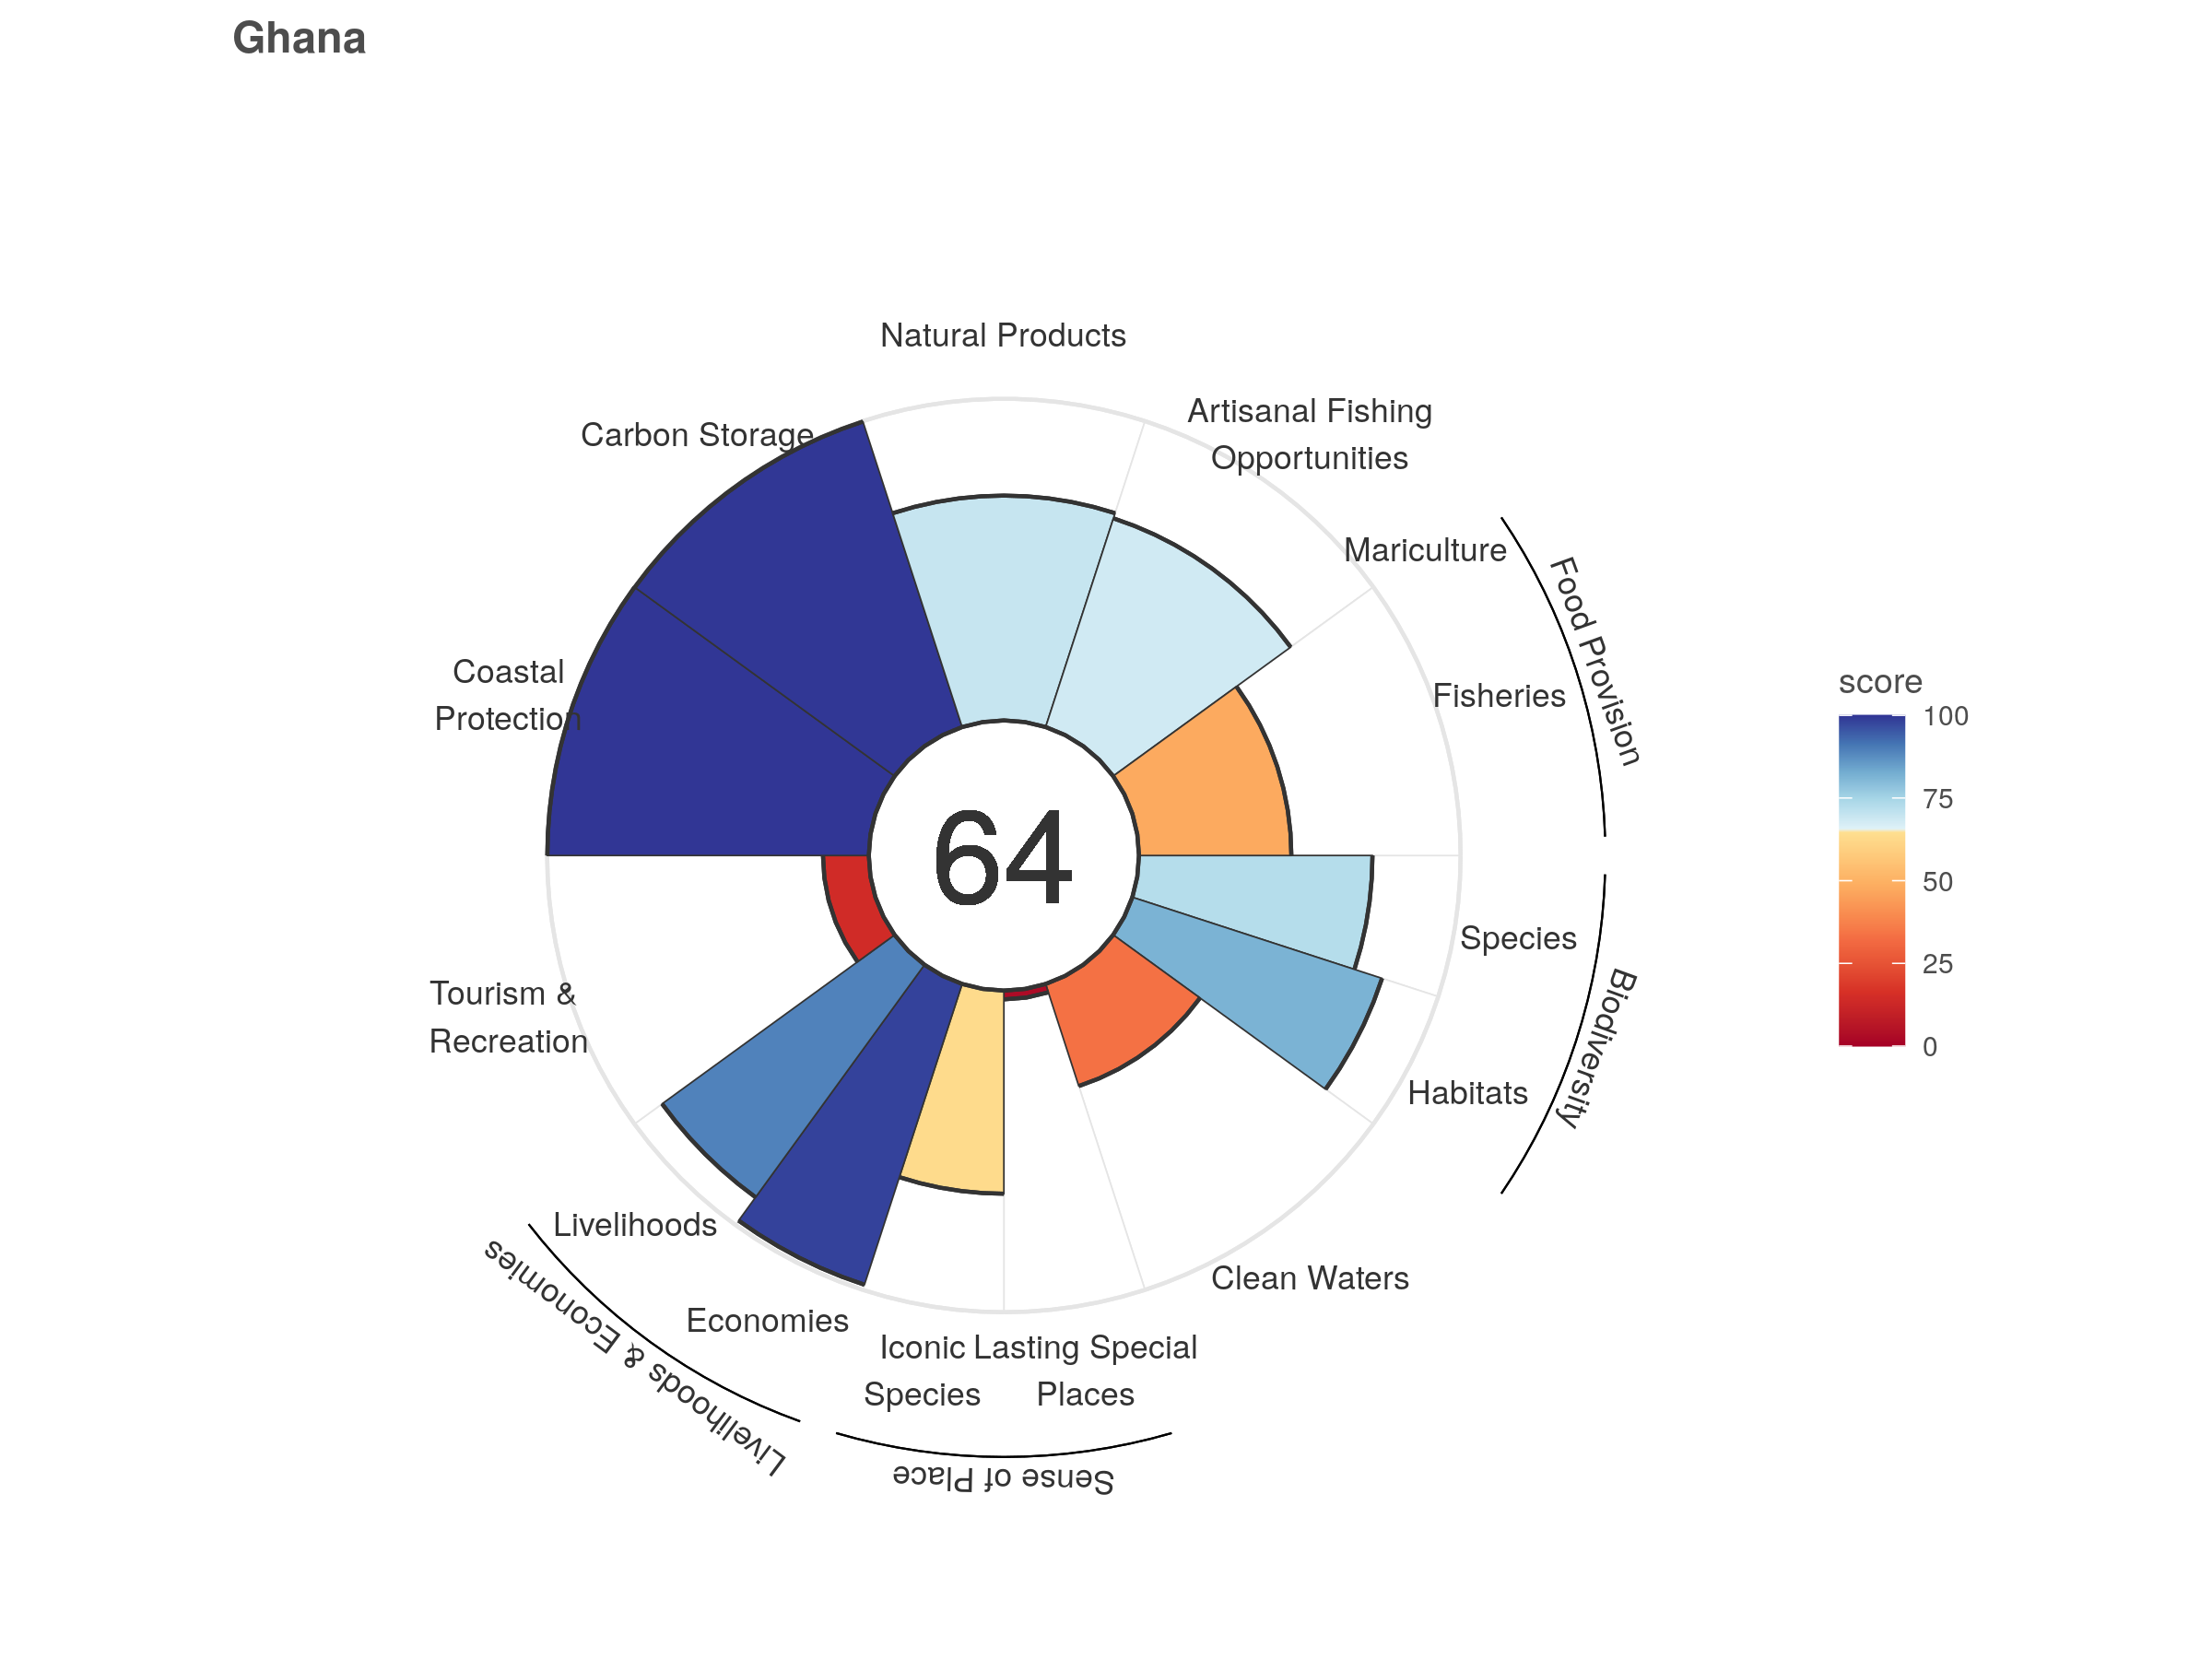 Ghana
Natural Products
Artisanal Fishing
Opportunities
Carbon Storage
Mariculture
Food Provision
Fisheries
Coastal
Protection
64
score
100
75
50
25
0
Species
Biodiversity
Habitats
Tourism &
Recreation
Livelihoods
Clean Waters
Economies
Livelihoods & Economies
Iconic
Species
Lasting Special
Places
Sense of Place